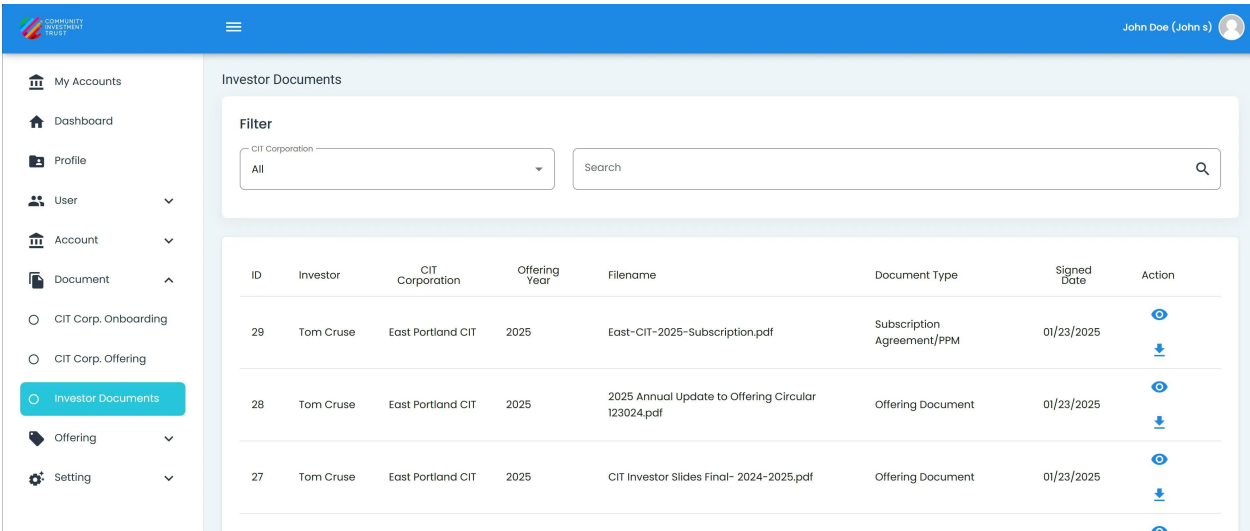 COMMUNITY
INVESTMENT
TRUST
John Doe (John s)
My Accounts
Dashboard
Profile
User
Account
Document
CIT Corp. Onboarding
CIT Corp. Offering
Investor Documents
Offering
Setting
Investor Documents
Filter
CIT Corporation
All
Search
ID Investor CIT Corporation Offering Year Filename Document Type Signed Date Action
29 Tom Cruse East Portland CIT 2025 East-CIT-2025-Subscription.pdf Subscription Agreement/PPM 01/23/2025
28 Tom Cruse East Portland CIT 2025 2025 Annual Update to Offering Circular 123024.pdf Offering Document 01/23/2025
27 Tom Cruse East Portland CIT 2025 CIT Investor Slides Final- 2024-2025.pdf Offering Document 01/23/2025